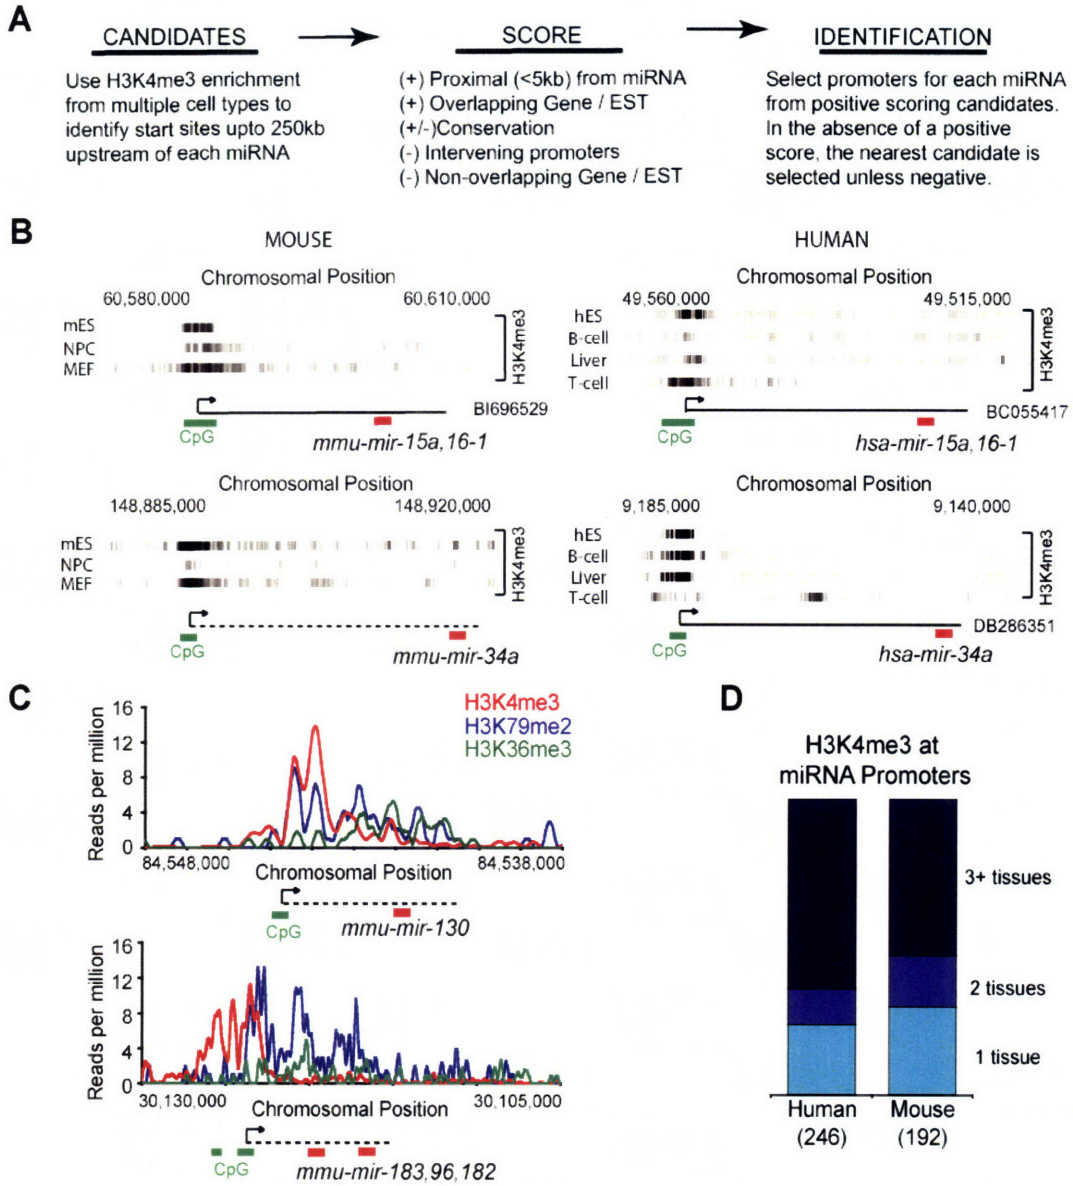 A
CANDIDATES
Use H3K4me3 enrichment
from multiple cell types to
identify start sites upto 250kb
upstream of each miRNA
SCORE
(+) Proximal (<5kb) from miRNA
(+) Overlapping Gene / EST
(+/-)Conservation
(-) Intervening promoters
(-) Non-overlapping Gene / EST
IDENTIFICATION
Select promoters for each miRNA
from positive scoring candidates.
In the absence of a positive
score, the nearest candidate is
selected unless negative.
B
MOUSE
Chromosomal Position
60,580,000 60,610,000
mES
NPC
MEF
H3K4me3
BI696529
CpG
mmu-mir-15a,16-1
HUMAN
Chromosomal Position
49,560,000 49,515,000
hES
B-cell
Liver
T-cell
H3K4me3
BC055417
CpG
hsa-mir-15a,16-1
Chromosomal Position
148,885,000 148,920,000
mES
NPC
MEF
H3K4me3
CpG
mmu-mir-34a
Chromosomal Position
9,185,000 9,140,000
hES
B-cell
Liver
T-cell
H3K4me3
DB286351
CpG
hsa-mir-34a
C
H3K4me3
H3K79me2
H3K36me3
Reads per million
16
12
8
4
0
84,548,000 84,538,000
Chromosomal Position
CpG
mmu-mir-130
Reads per million
16
12
8
4
0
30,130,000 30,105,000
Chromosomal Position
CpG
mmu-mir-183,96,182
D
H3K4me3 at
miRNA Promoters
3+ tissues
2 tissues
1 tissue
Human Mouse
(246) (192)